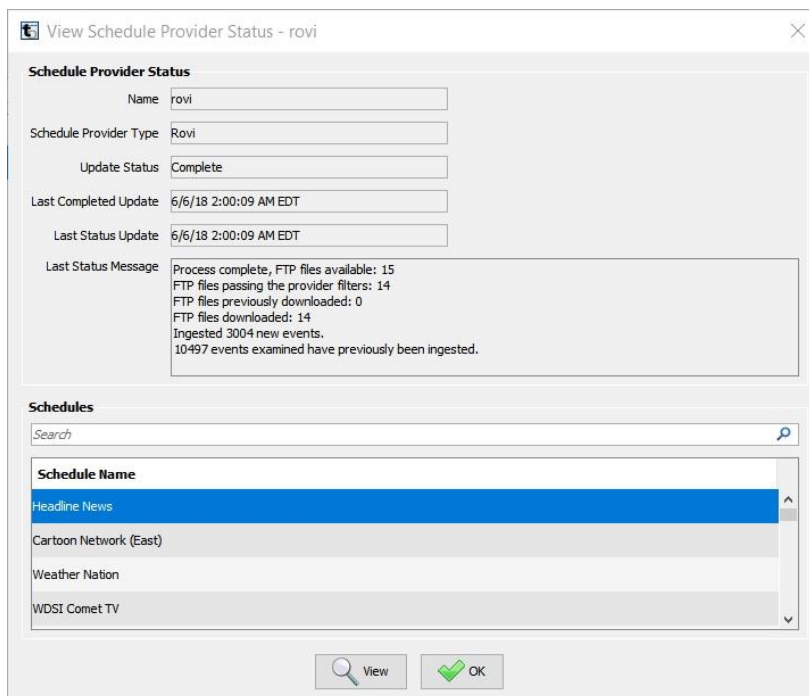 View Schedule Provider Status - rovi
Schedule Provider Status
Name rovi
Schedule Provider Type Rovi
Update Status Complete
Last Completed Update 6/6/18 2:00:09 AM EDT
Last Status Update 6/6/18 2:00:09 AM EDT
Last Status Message Process complete, FTP files available: 15
FTP files passing the provider filters: 14
FTP files previously downloaded: 0
FTP files downloaded: 14
Ingested 3004 new events.
10497 events examined have previously been ingested.
Schedules
Search
Schedule Name
Headline News
Cartoon Network (East)
Weather Nation
WDSI Comet TV
View OK